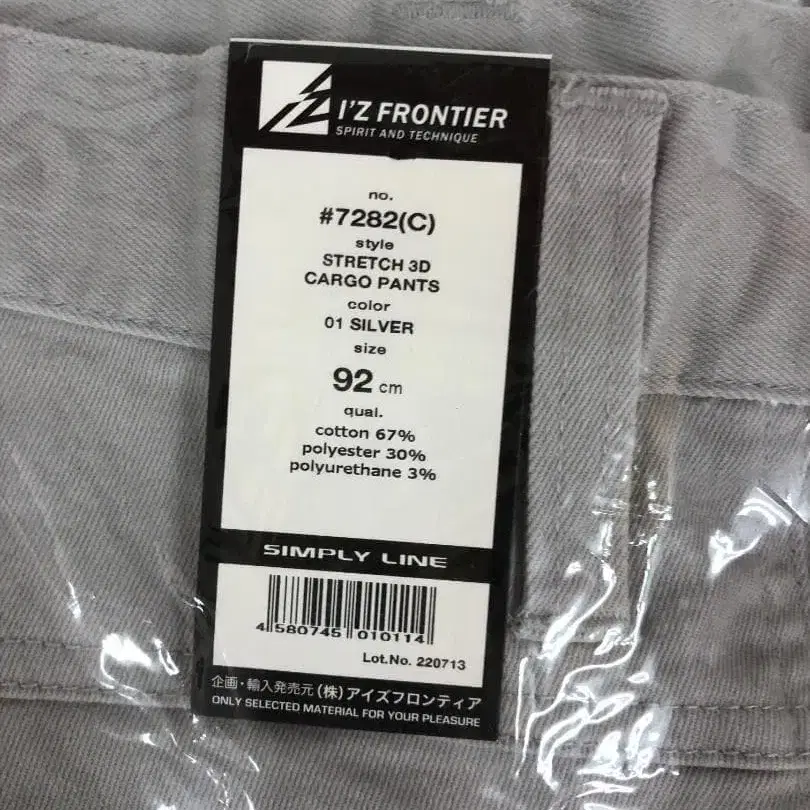 I'Z FRONTIER
SPIRIT AND TECHNIQUE
no.
#7282(C)
style
STRETCH 3D
CARGO PANTS
color
01 SILVER
size
92 cm
qual.
cotton 67%
polyester 30%
polyurethane 3%
SIMPLY LINE
4 580745 010114
Lot.No. 220713
企画・輸入発売元 (株)アイズフロンティア
ONLY SELECTED MATERIAL FOR YOUR PLEASURE